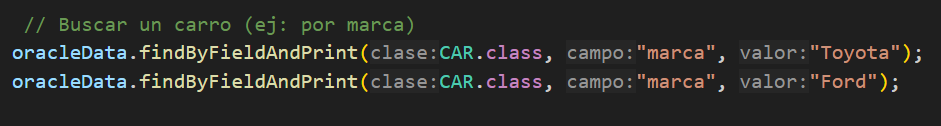 // Buscar un carro (ej: por marca)
oracleData.findByFieldAndPrint(clase:CAR.class, campo:"marca", valor:"Toyota");
oracleData.findByFieldAndPrint(clase:CAR.class, campo:"marca", valor:"Ford");